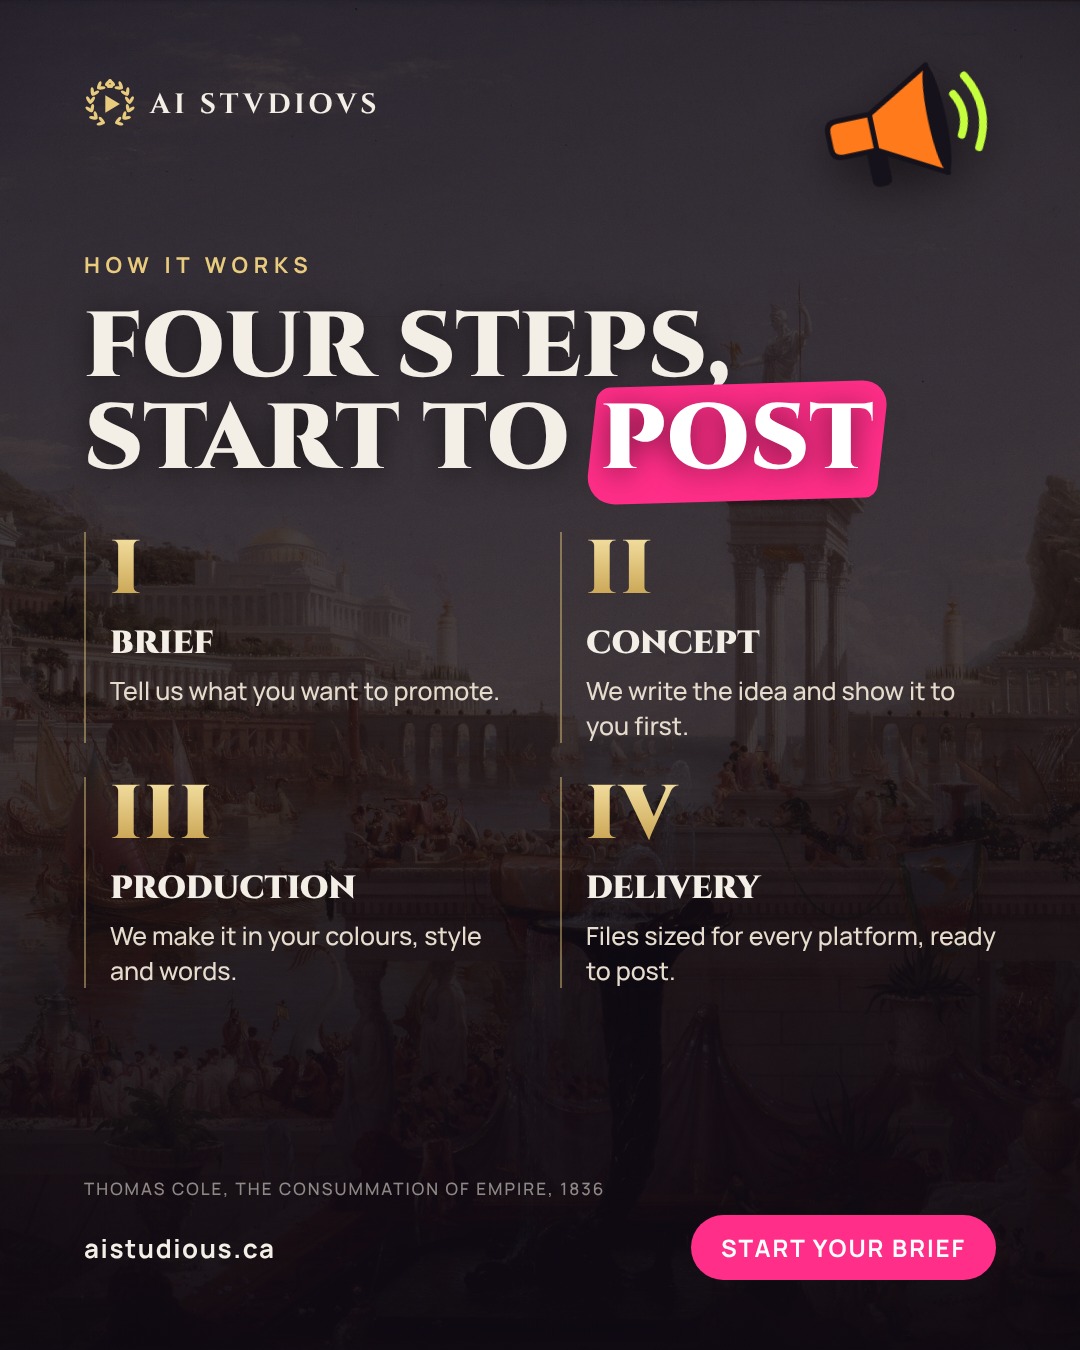 AI STVDIOVS
HOW IT WORKS
FOUR STEPS,
START TO POST
I
BRIEF
Tell us what you want to promote.
II
CONCEPT
We write the idea and show it to
you first.
III
PRODUCTION
We make it in your colours, style
and words.
IV
DELIVERY
Files sized for every platform, ready
to post.
THOMAS COLE, THE CONSUMMATION OF EMPIRE, 1836
aistudious.ca
START YOUR BRIEF